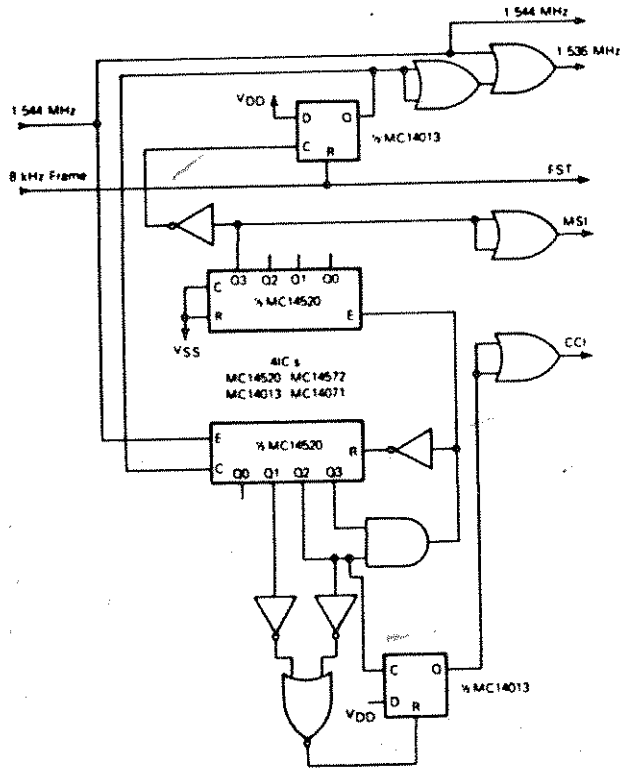 1 544 MHz
1 536 MHz
VDD
D
Q
C
R
½ MC14013
1 544 MHz
8 kHz Frame
FST
MSI
Q3 Q2 Q1 Q0
C
½ MC14520
R
E
VSS
CCI
4IC s
MC14520 MC14572
MC14013 MC14071
E
½ MC14520
R
C
Q0 Q1 Q2 Q3
C
Q
½ MC14013
D
R
VDD